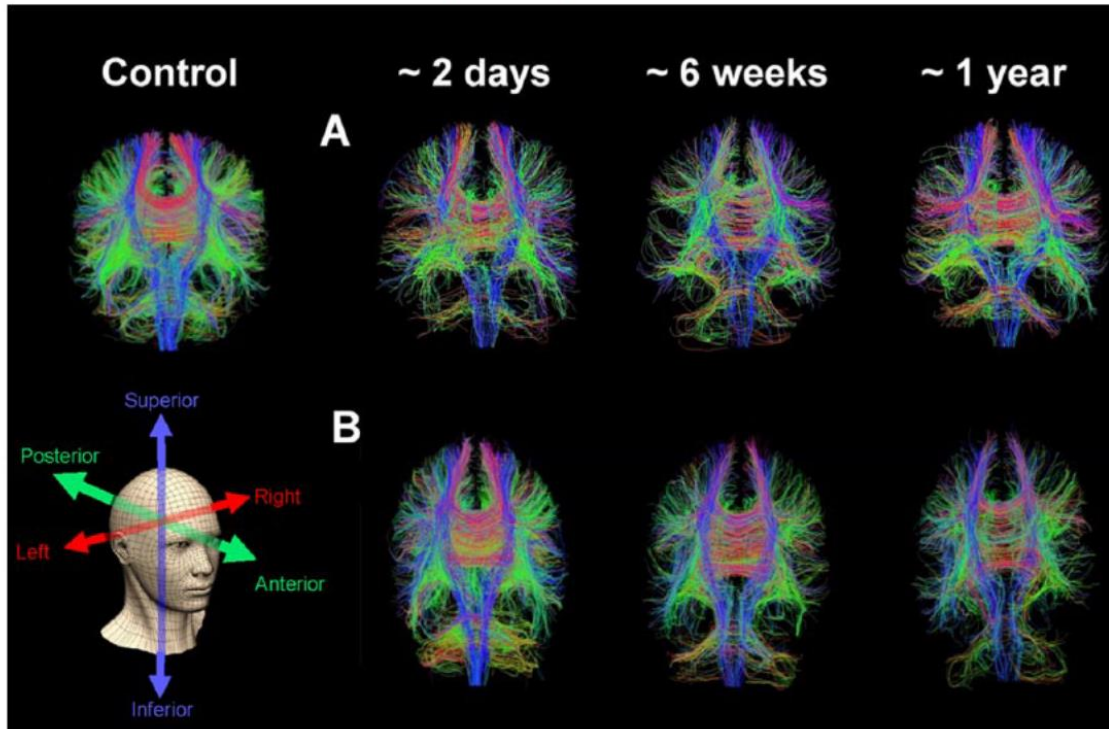 Control
~ 2 days
~ 6 weeks
~ 1 year
A
B
Superior
Posterior
Right
Left
Anterior
Inferior